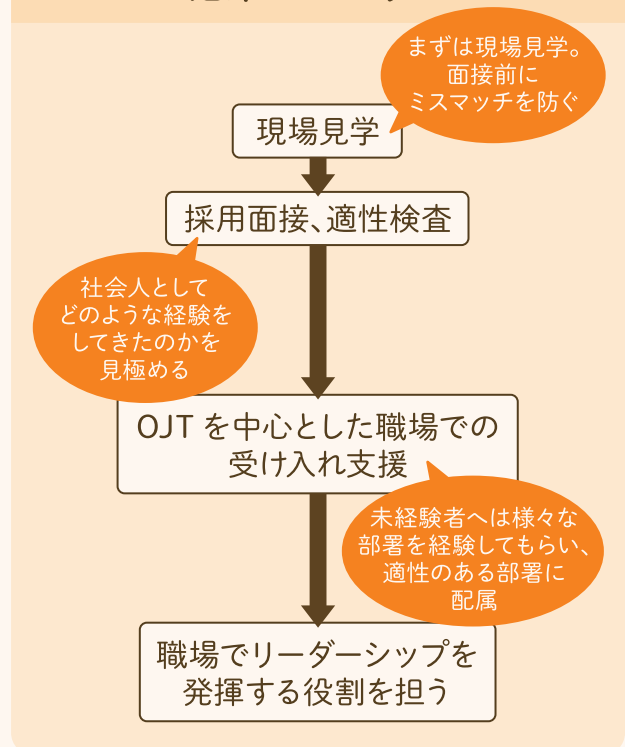 まずは現場見学。
面接前に
ミスマッチを防ぐ
現場見学
採用面接、適性検査
社会人として
どのような経験を
してきたのかを
見極める
OJT を中心とした職場での
受け入れ支援
未経験者へは様々な
部署を経験してもらい、
適性のある部署に
配属
職場でリーダーシップを
発揮する役割を担う